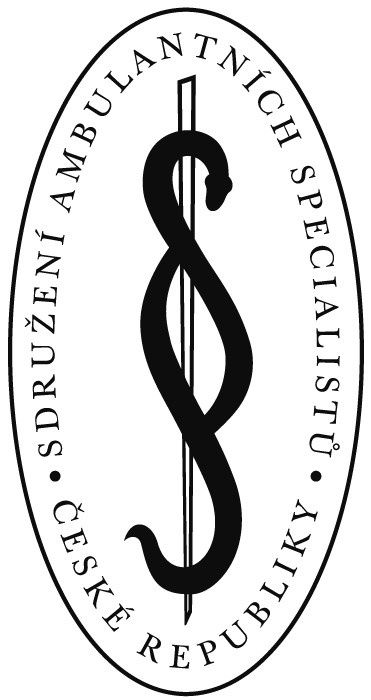 SDRUŽENÍ AMBULANTNÍCH SPECIALISTŮ
• ČESKÉ REPUBLIKY •